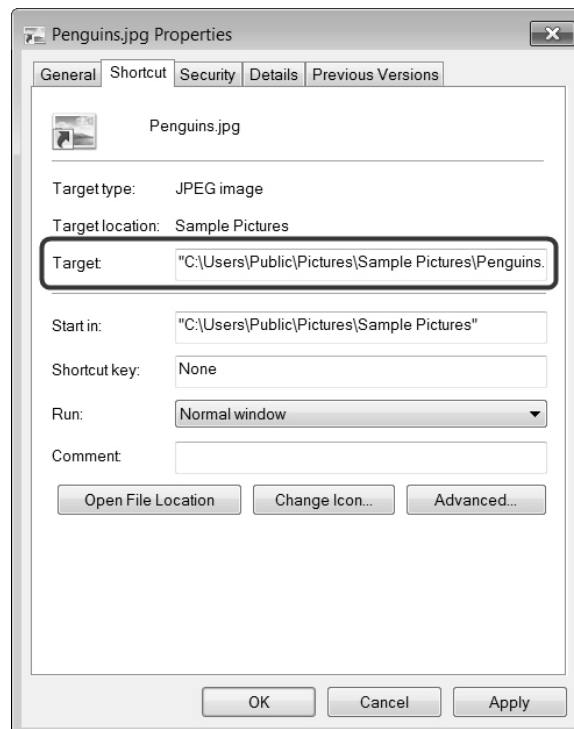 Penguins.jpg Properties
General Shortcut Security Details Previous Versions
Penguins.jpg
Target type: JPEG image
Target location: Sample Pictures
Target: "C:\Users\Public\Pictures\Sample Pictures\Penguins.
Start in: "C:\Users\Public\Pictures\Sample Pictures"
Shortcut key: None
Run: Normal window
Comment:
Open File Location Change Icon... Advanced...
OK Cancel Apply